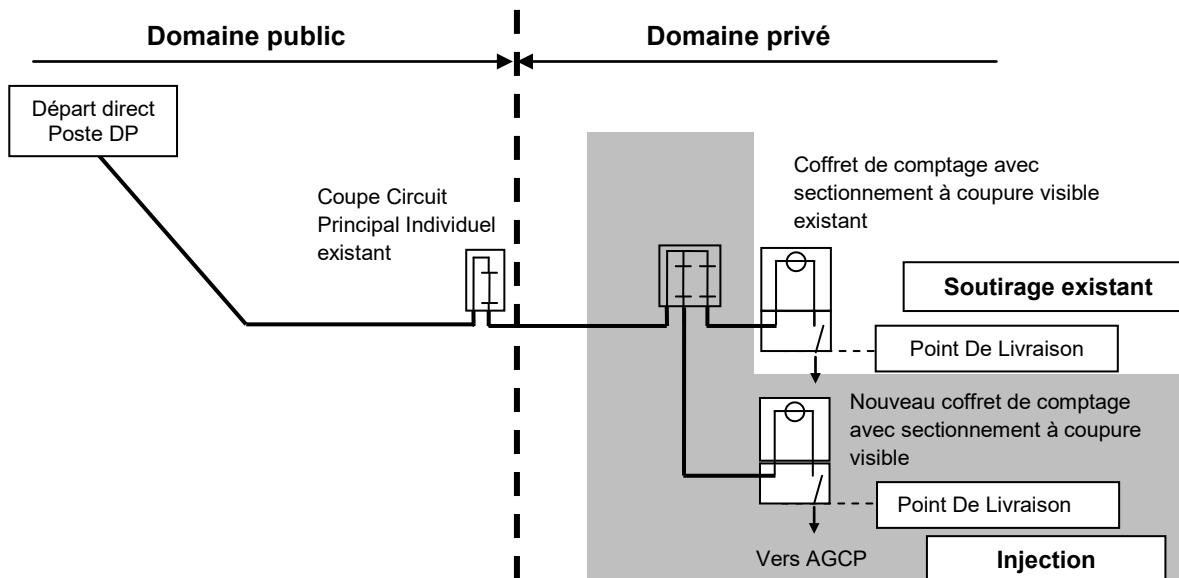 Domaine public
Domaine privé
Départ direct
Poste DP
Coupe Circuit
Principal Individuel
existant
Coffret de comptage avec
sectionnement à coupure visible
existant
Soutirage existant
Point De Livraison
Nouveau coffret de comptage
avec sectionnement à coupure
visible
Point De Livraison
Vers AGCP
Injection